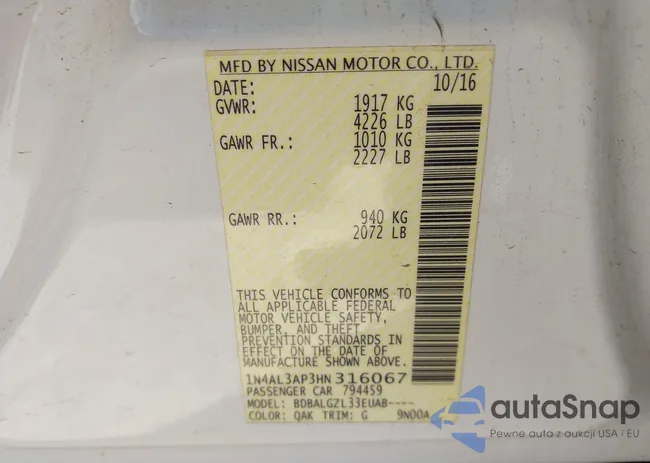 MFD BY NISSAN MOTOR CO., LTD.
DATE: 10/16
GVWR: 1917 KG
4226 LB
GAWR FR.: 1010 KG
2227 LB
GAWR RR.: 940 KG
2072 LB
THIS VEHICLE CONFORMS TO
ALL APPLICABLE FEDERAL
MOTOR VEHICLE SAFETY,
BUMPER, AND THEFT
PREVENTION STANDARDS IN
EFFECT ON THE DATE OF
MANUFACTURE SHOWN ABOVE.
1N4AL3AP3HN316067
PASSENGER CAR 794459
MODEL: BDBALGZL33EUAB----
COLOR: QAK TRIM: G 9N00A
autoSnap
Pewne auto z aukcji USA i EU